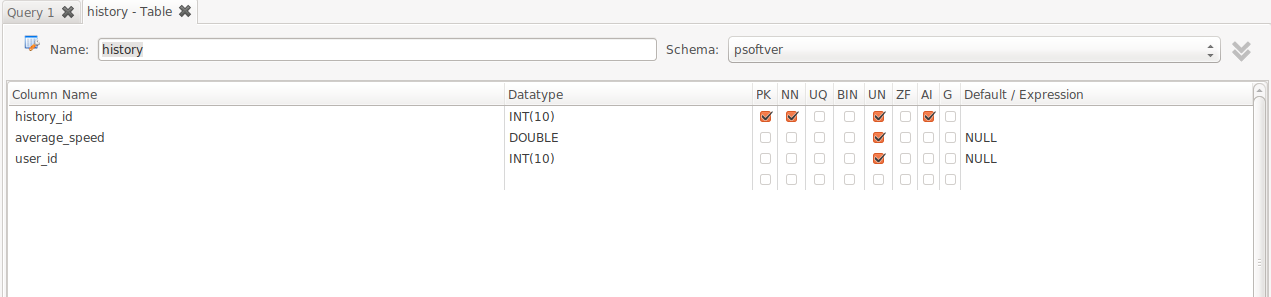 Query 1 history - Table
Name: history Schema: psoftver
Column Name Datatype PK NN UQ BIN UN ZF AI G Default / Expression
history_id INT(10)
average_speed DOUBLE NULL
user_id INT(10) NULL